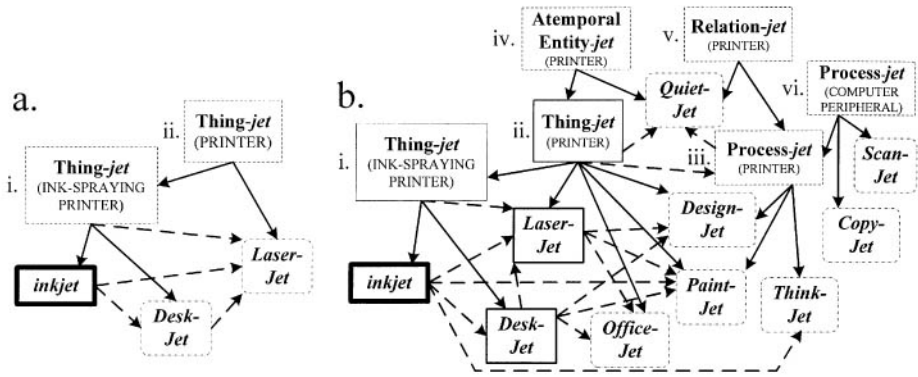 a.
i.
Thing-jet
(INK-SPRAYING
PRINTER)
ii.
Thing-jet
(PRINTER)
inkjet
Desk-
Jet
Laser-
Jet
b.
iv.
Atemporal
Entity-jet
(PRINTER)
v.
Relation-jet
(PRINTER)
vi.
Process-jet
(COMPUTER
PERIPHERAL)
Quiet-
Jet
i.
Thing-jet
(INK-SPRAYING
PRINTER)
ii.
Thing-jet
(PRINTER)
iii.
Process-jet
(PRINTER)
Scan-
Jet
Laser-
Jet
Design-
Jet
Copy-
Jet
inkjet
Desk-
Jet
Office-
Jet
Paint-
Jet
Think-
Jet